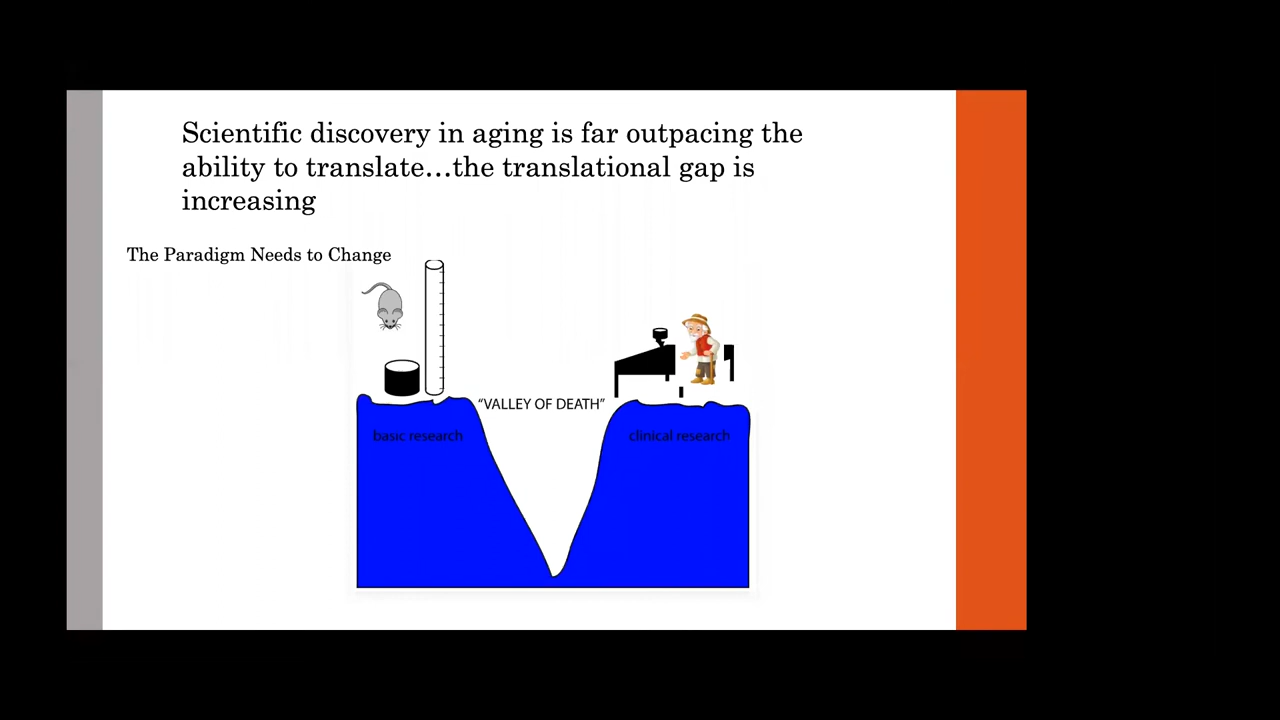 Scientific discovery in aging is far outpacing the
ability to translate...the translational gap is
increasing
The Paradigm Needs to Change
“VALLEY OF DEATH”
basic research
clinical research